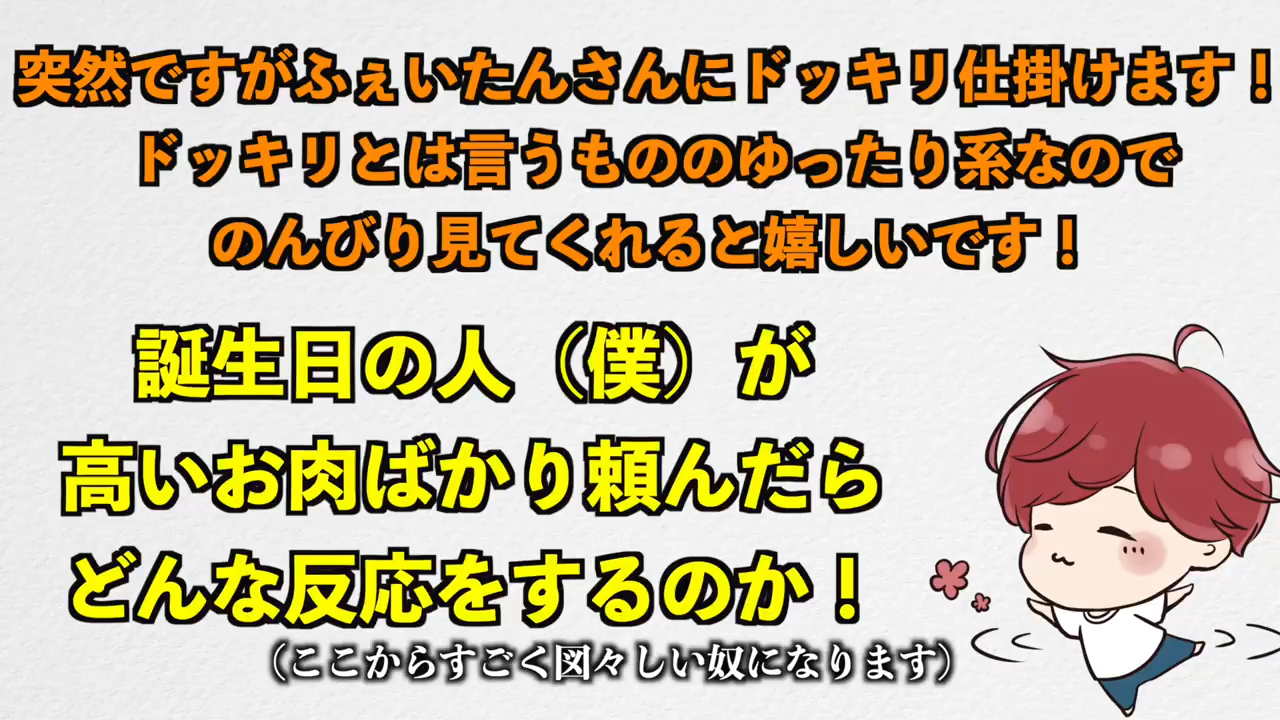 突然ですがふぇいたんさんにドッキリ仕掛けます！
ドッキリとは言うもののゆったり系なので
のんびり見てくれると嬉しいです！
誕生日の人（僕）が
高いお肉ばかり頼んだら
どんな反応をするのか！
（ここからすごく図々しい奴になります）